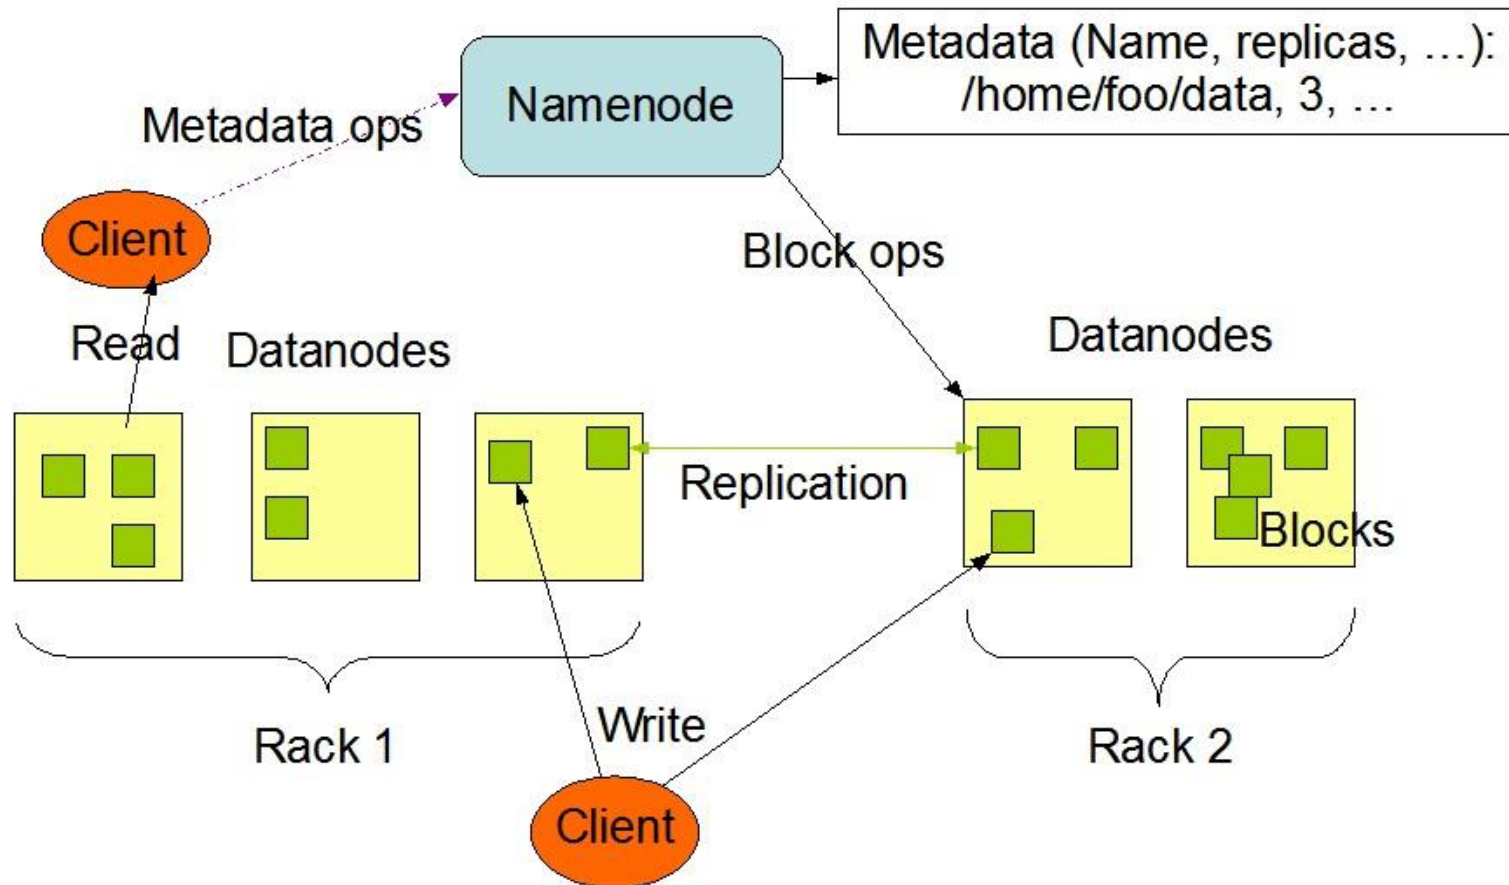 Metadata (Name, replicas, …):
/home/foo/data, 3, …
Namenode
Metadata ops
Client
Block ops
Read
Datanodes
Datanodes
Replication
Blocks
Rack 1
Write
Rack 2
Client